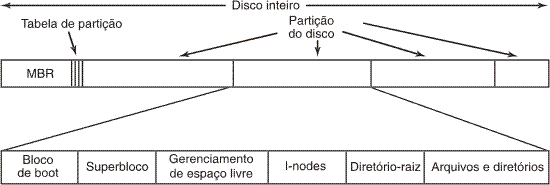 Disco inteiro
Tabela de partição
Partição
do disco
MBR
Bloco
de boot
Superbloco
Gerenciamento
de espaço livre
I-nodes
Diretório-raiz
Arquivos e diretórios